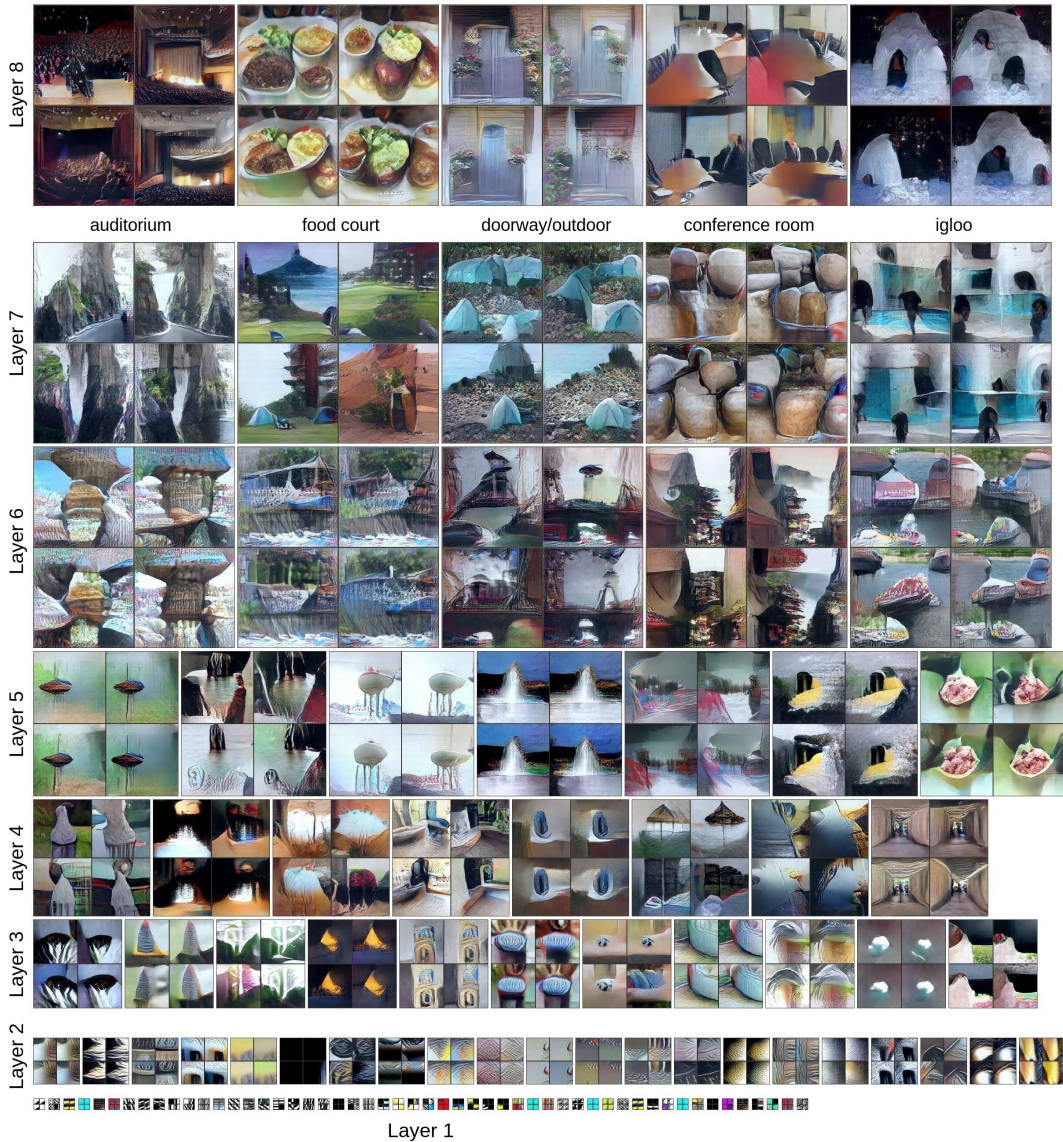 Layer 8
auditorium
food court
doorway/outdoor
conference room
igloo
Layer 7
Layer 6
Layer 5
Layer 4
Layer 3
Layer 2
Layer 1